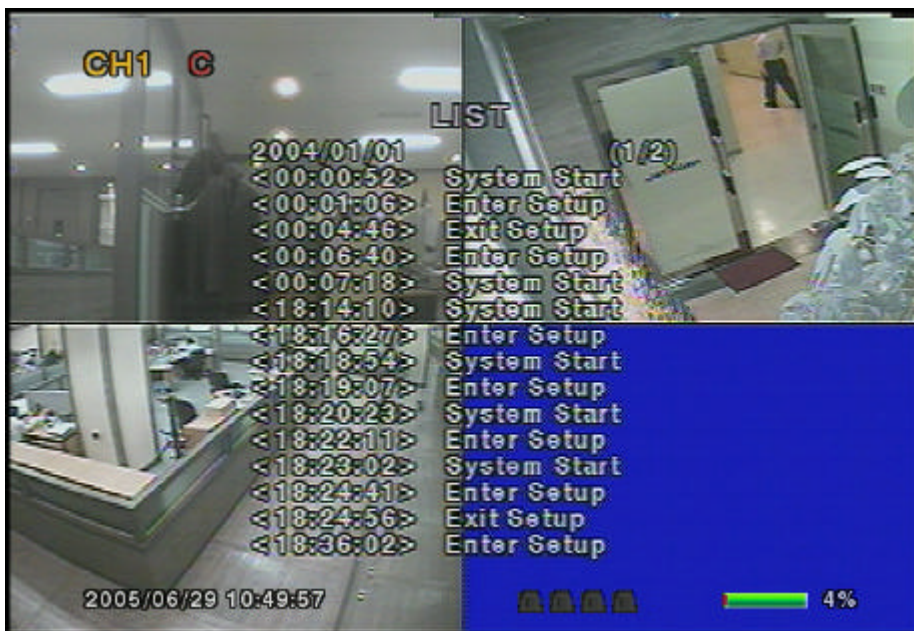 CH1 C
LIST
2004/01/01 (1/2)
<00:00:52> System Start
<00:01:06> Enter Setup
<00:04:46> Exit Setup
<00:06:40> Enter Setup
<00:07:18> System Start
<18:14:10> System Start
<18:16:27> Enter Setup
<18:18:54> System Start
<18:19:07> Enter Setup
<18:20:23> System Start
<18:22:11> Enter Setup
<18:23:02> System Start
<18:24:41> Enter Setup
<18:24:56> Exit Setup
<18:36:02> Enter Setup
2005/06/29 10:49:57 4%